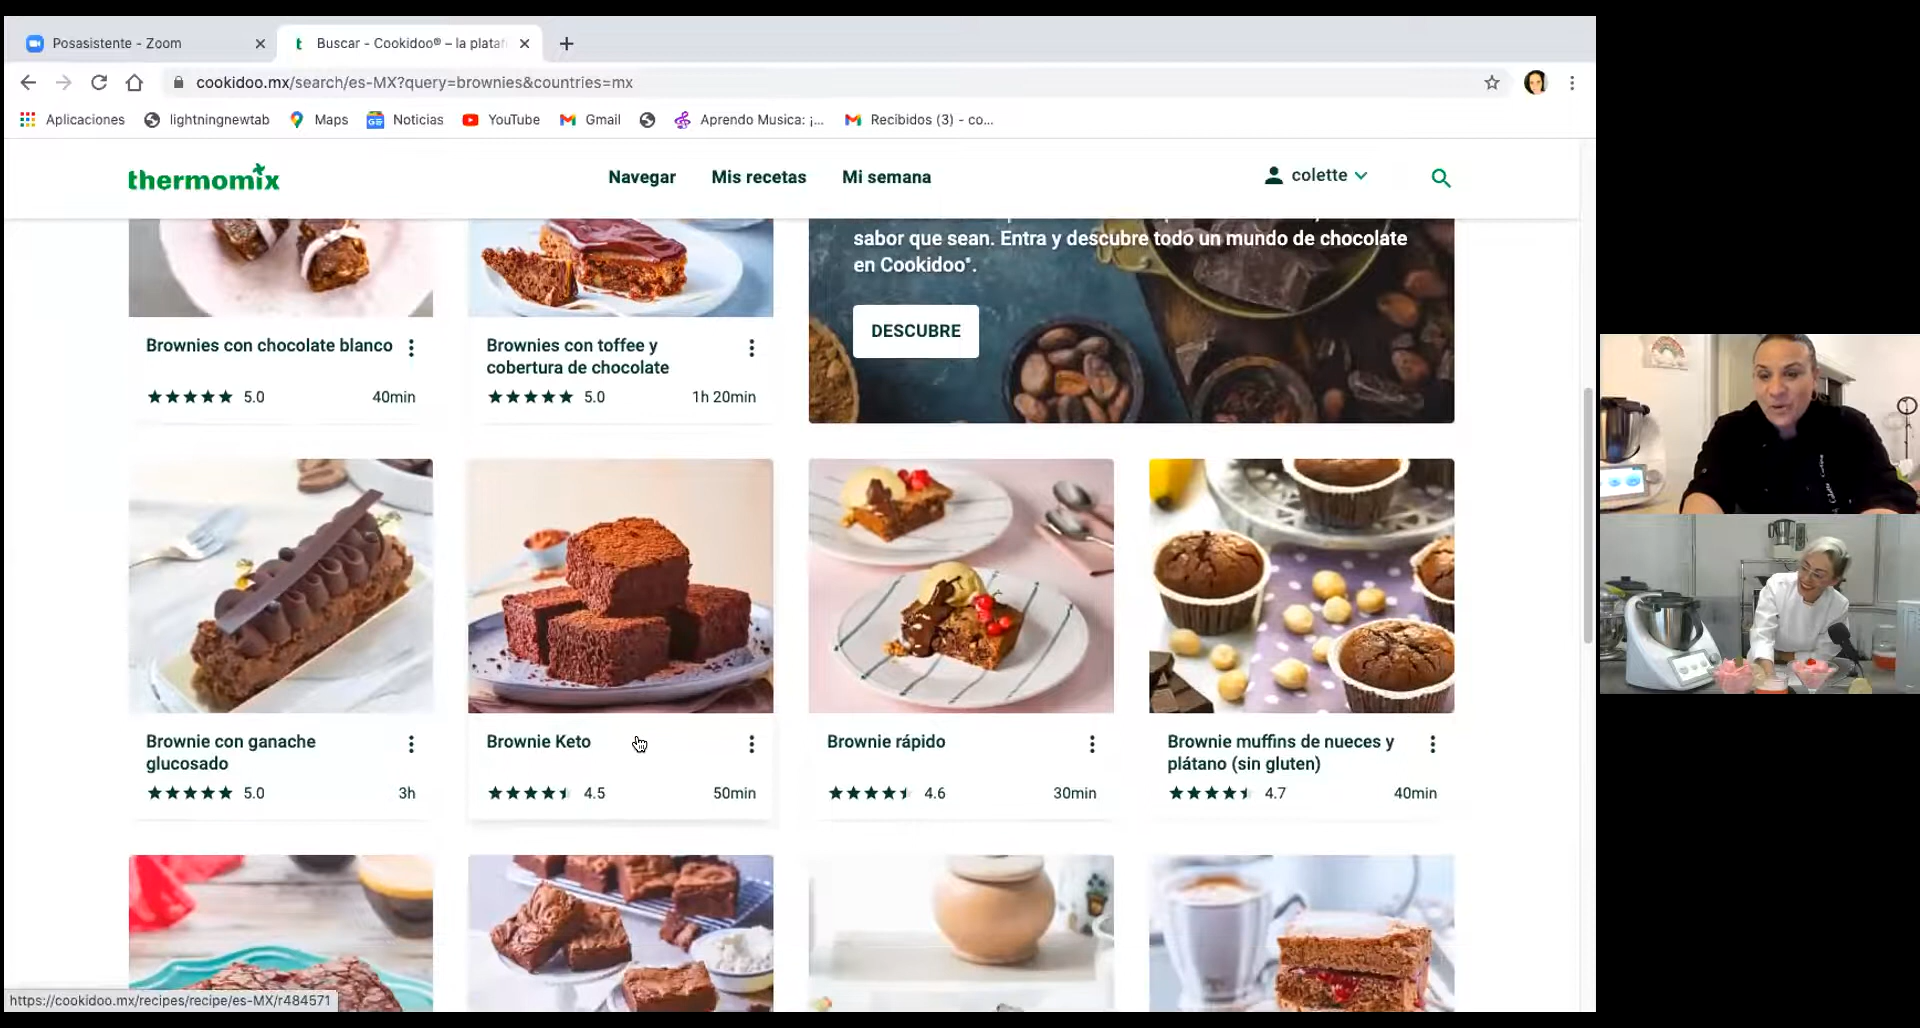 Posasistente - Zoom
Buscar - Cookidoo® – la plata
cookidoo.mx/search/es-MX?query=brownies&countries=mx
Aplicaciones
lightningnewtab
Maps
Noticias
YouTube
Gmail
Aprendo Musica: ¡...
Recibidos (3) - co...
thermomix
Navegar
Mis recetas
Mi semana
colette
sabor que sean. Entra y descubre todo un mundo de chocolate
en Cookidoo®.
DESCUBRE
Brownies con chocolate blanco
5.0
40min
Brownies con toffee y
cobertura de chocolate
5.0
1h 20min
Brownie con ganache
glucosado
5.0
3h
Brownie Keto
4.5
50min
Brownie rápido
4.6
30min
Brownie muffins de nueces y
plátano (sin gluten)
4.7
40min
https://cookidoo.mx/recipes/recipe/es-MX/r484571